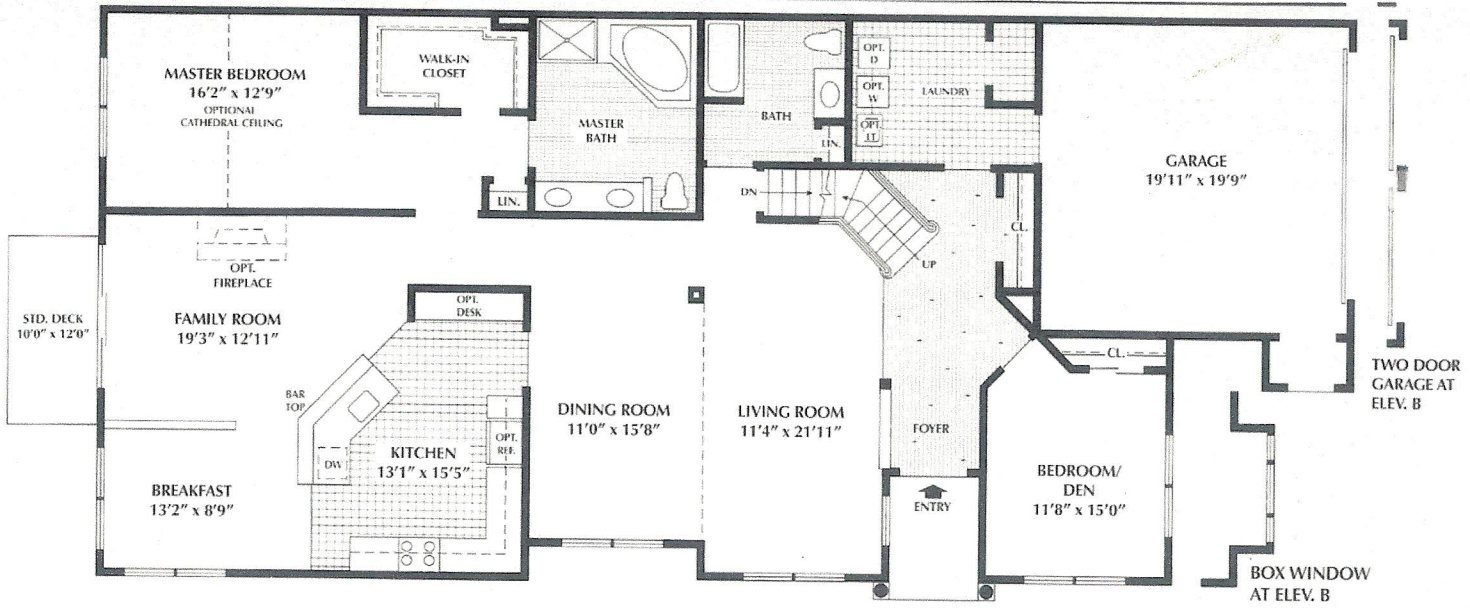 MASTER BEDROOM
16'2" x 12'9"
OPTIONAL
CATHEDRAL CEILING
WALK-IN
CLOSET
LIN.
MASTER
BATH
BATH
LIN.
OPT.
D
OPT.
W
OPT.
LT.
LAUNDRY
GARAGE
19'11" x 19'9"
DN
UP
CL.
OPT.
FIREPLACE
STD. DECK
10'0" x 12'0"
FAMILY ROOM
19'3" x 12'11"
OPT.
DESK
BAR
TOP
DW
KITCHEN
13'1" x 15'5"
OPT.
REF.
BREAKFAST
13'2" x 8'9"
DINING ROOM
11'0" x 15'8"
LIVING ROOM
11'4" x 21'11"
FOYER
ENTRY
CL.
BEDROOM/
DEN
11'8" x 15'0"
TWO DOOR
GARAGE AT
ELEV. B
BOX WINDOW
AT ELEV. B